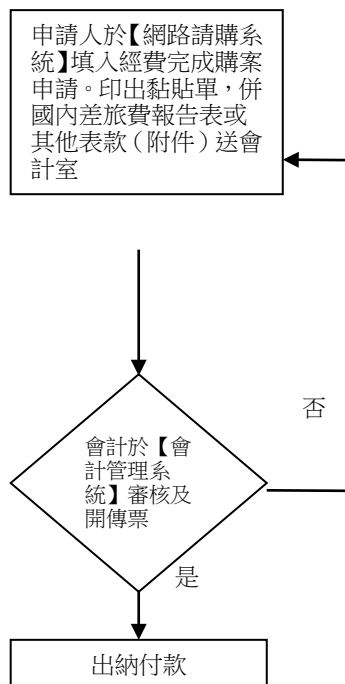 申請人於【網路請購系
統】填入經費完成購案
申請。印出黏貼單，併
國內差旅費報告表或
其他表款（附件）送會
計室
否
會計於【會
計管理系
統】審核及
開傳票
是
出納付款